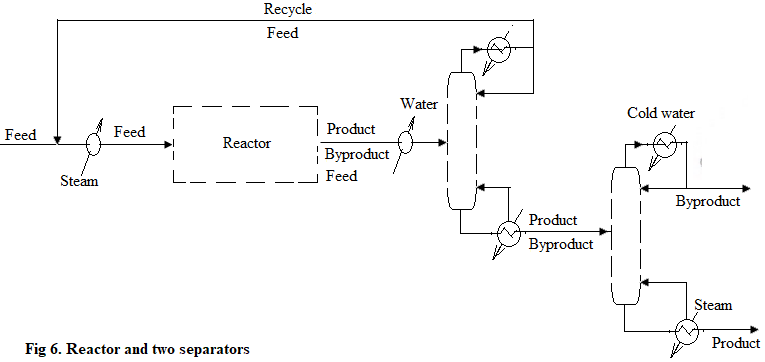 Recycle
Feed
Water
Cold water
Feed
Feed
Reactor
Product
Byproduct
Feed
Steam
Byproduct
Product
Byproduct
Steam
Product
Fig 6. Reactor and two separators